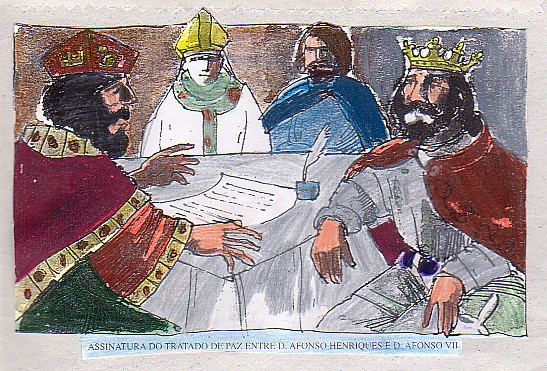 ASSINATURA DO TRATADO DE PAZ ENTRE D. AFONSO HENRIQUES E D. AFONSO VII